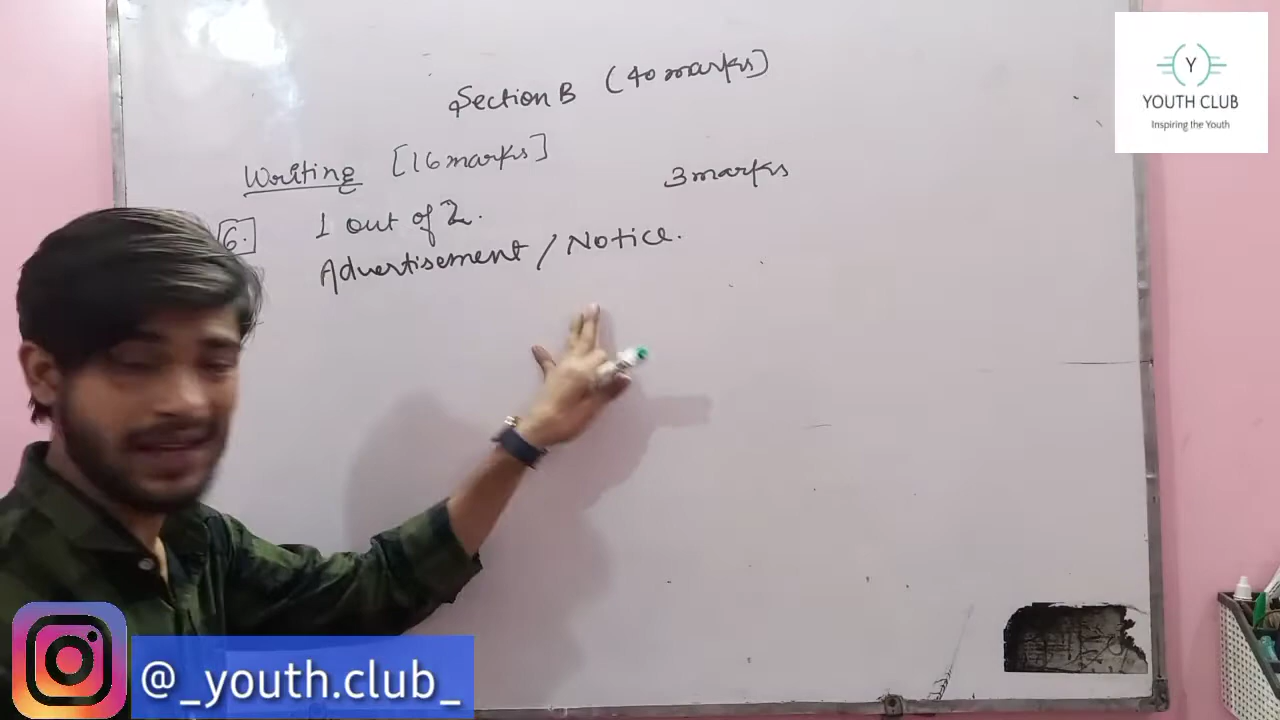 Section B (40 marks)
Writing [16 marks]
3 marks
6. 1 out of 2.
Advertisement / Notice.
Y
YOUTH CLUB
Inspiring the Youth
@_youth.club_